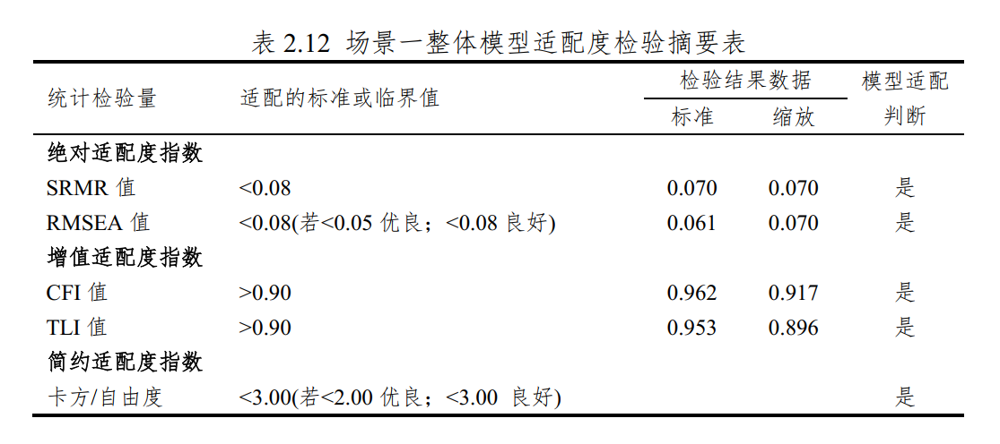 表 2.12 场景一整体模型适配度检验摘要表
统计检验量 适配的标准或临界值 检验结果数据 模型适配判断
标准 缩放
绝对适配度指数
SRMR 值 <0.08 0.070 0.070 是
RMSEA 值 <0.08(若<0.05 优良；<0.08 良好) 0.061 0.070 是
增值适配度指数
CFI 值 >0.90 0.962 0.917 是
TLI 值 >0.90 0.953 0.896 是
简约适配度指数
卡方/自由度 <3.00(若<2.00 优良；<3.00 良好) 是